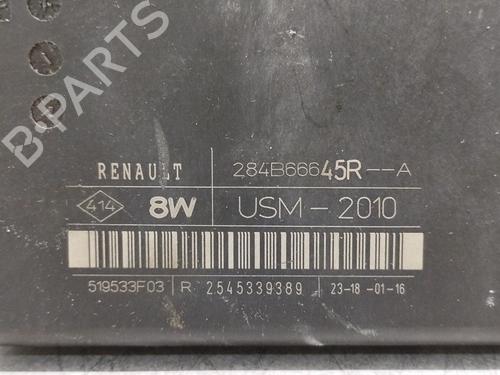 B-PARTS
RENAULT 284B66645R--A
414 8W USM-2010
519533F03 R 2545339389 23-18-01-16